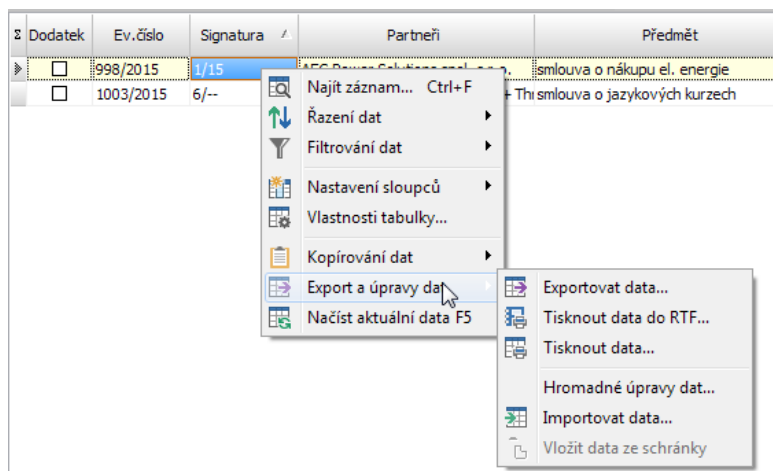 Σ Dodatek Ev.číslo Signatura Partneři Předmět
998/2015 1/15 smlouva o nákupu el. energie
1003/2015 6/-- + Thi smlouva o jazykových kurzech
Najít záznam... Ctrl+F
Řazení dat
Filtrování dat
Nastavení sloupců
Vlastnosti tabulky...
Kopírování dat
Export a úpravy dat
Načíst aktuální data F5
Exportovat data...
Tisknout data do RTF...
Tisknout data...
Hromadné úpravy dat...
Importovat data...
Vložit data ze schránky